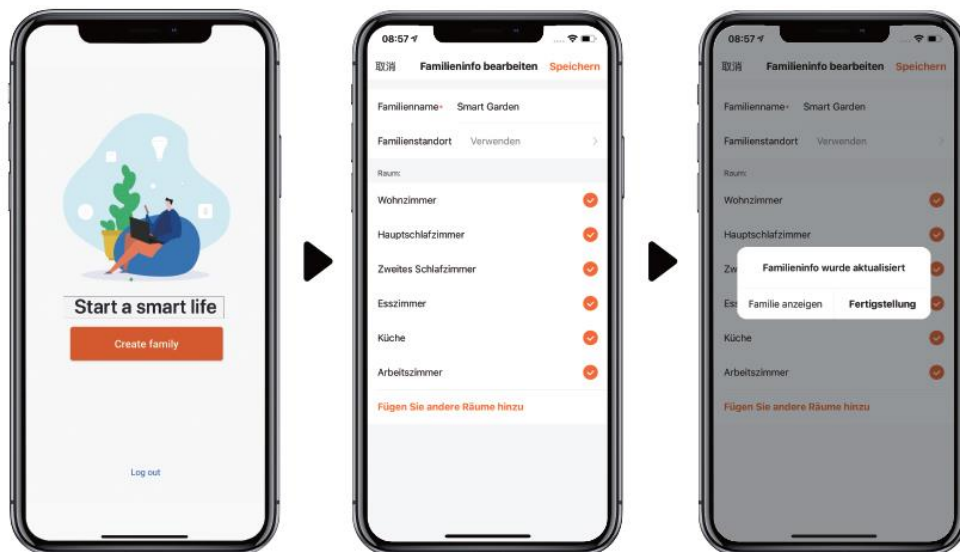 Start a smart life
Create family
Log out
08:57
取消 Familieninfo bearbeiten Speichern
Familienname* Smart Garden
Familienstandort Verwenden
Raum:
Wohnzimmer
Hauptschlafzimmer
Zweites Schlafzimmer
Esszimmer
Küche
Arbeitszimmer
Fügen Sie andere Räume hinzu
08:57
取消 Familieninfo bearbeiten Speichern
Familienname* Smart Garden
Familienstandort Verwenden
Raum:
Wohnzimmer
Hauptschlafzimmer
Zw
Familieninfo wurde aktualisiert
Ess
Familie anzeigen Fertigstellung
Küche
Arbeitszimmer
Fügen Sie andere Räume hinzu